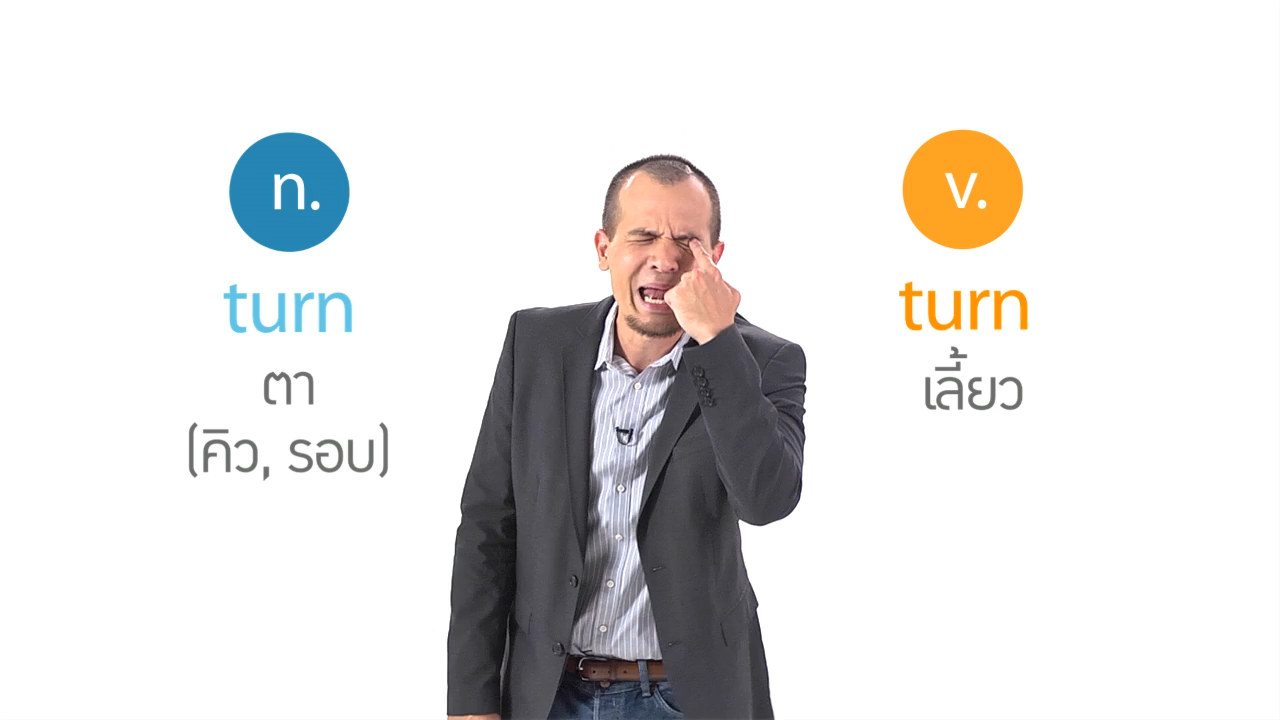 n.
turn
ตา
(คิว, รอบ)
v.
turn
เลี้ยว